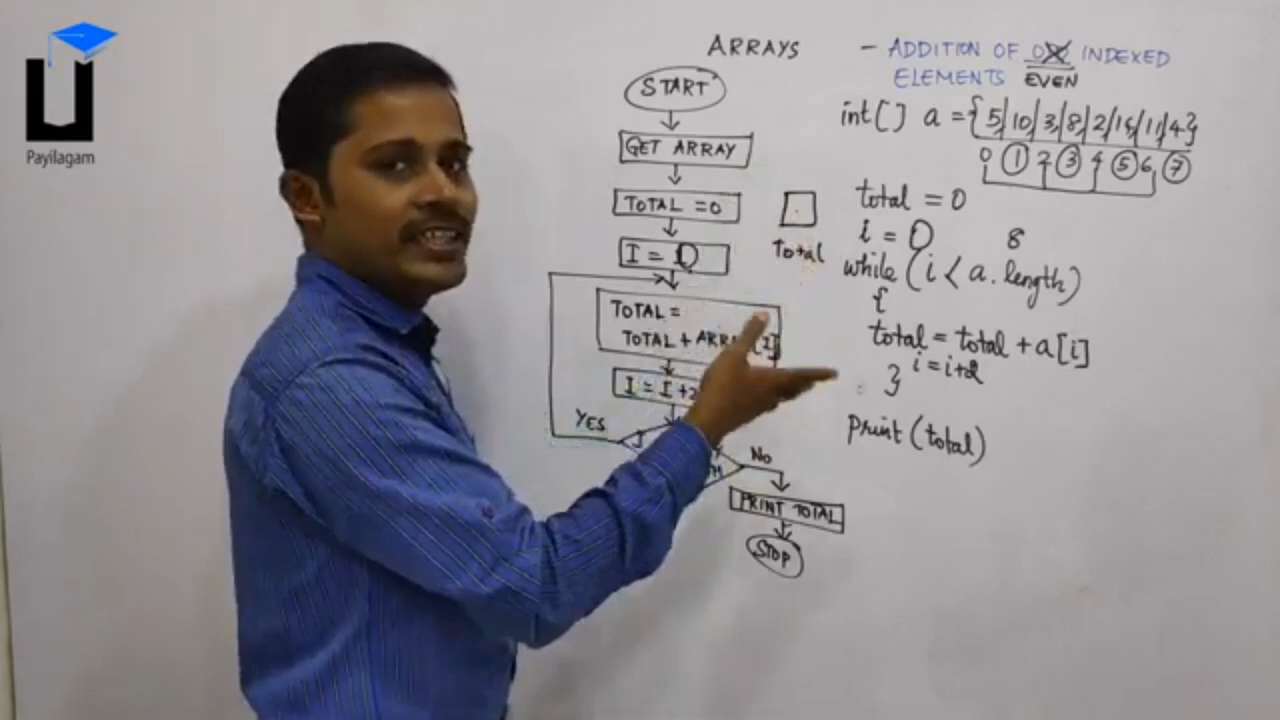 Payilagam
ARRAYS - ADDITION OF ODD INDEXED
ELEMENTS EVEN
START
GET ARRAY
TOTAL = 0
I = 0
TOTAL =
TOTAL + [I]
I = I +2
YES
No
PRINT TOTAL
STOP
Total
int[] a = {5/10/3/8/2/ /11/4}
0 1 2 3 4 5 6 7
total = 0
i = 0 8
while (i < a.length)
{
total = total + a[i]
i = i+2
}
Print (total)